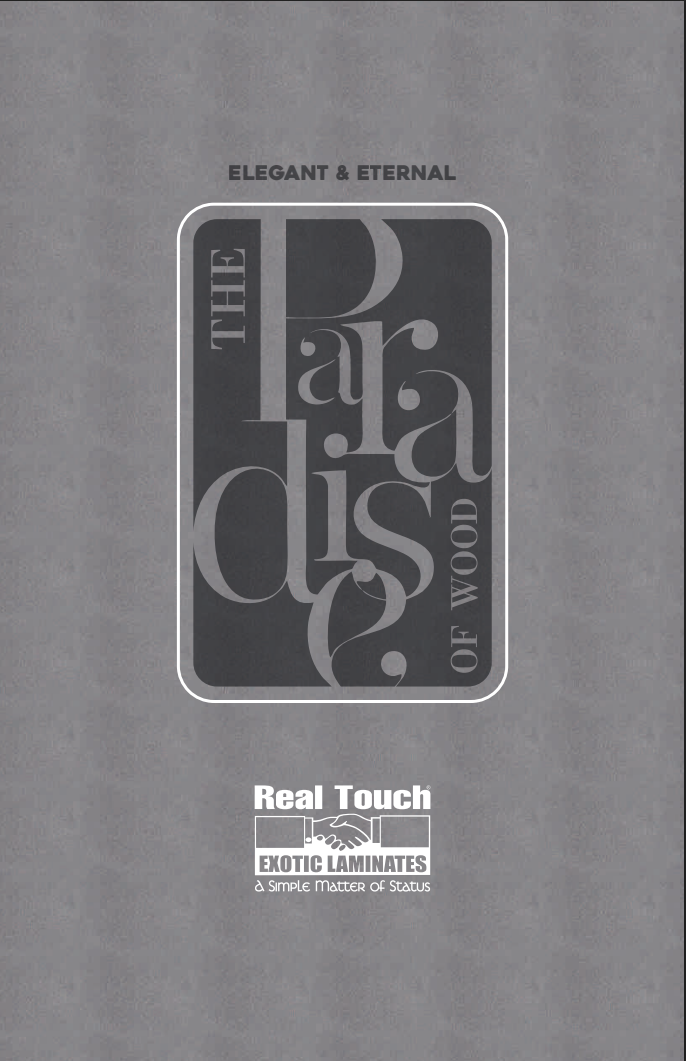 ELEGANT & ETERNAL
THE
Paradise
OF WOOD
Real Touch®
EXOTIC LAMINATES
a Simple Matter of Status